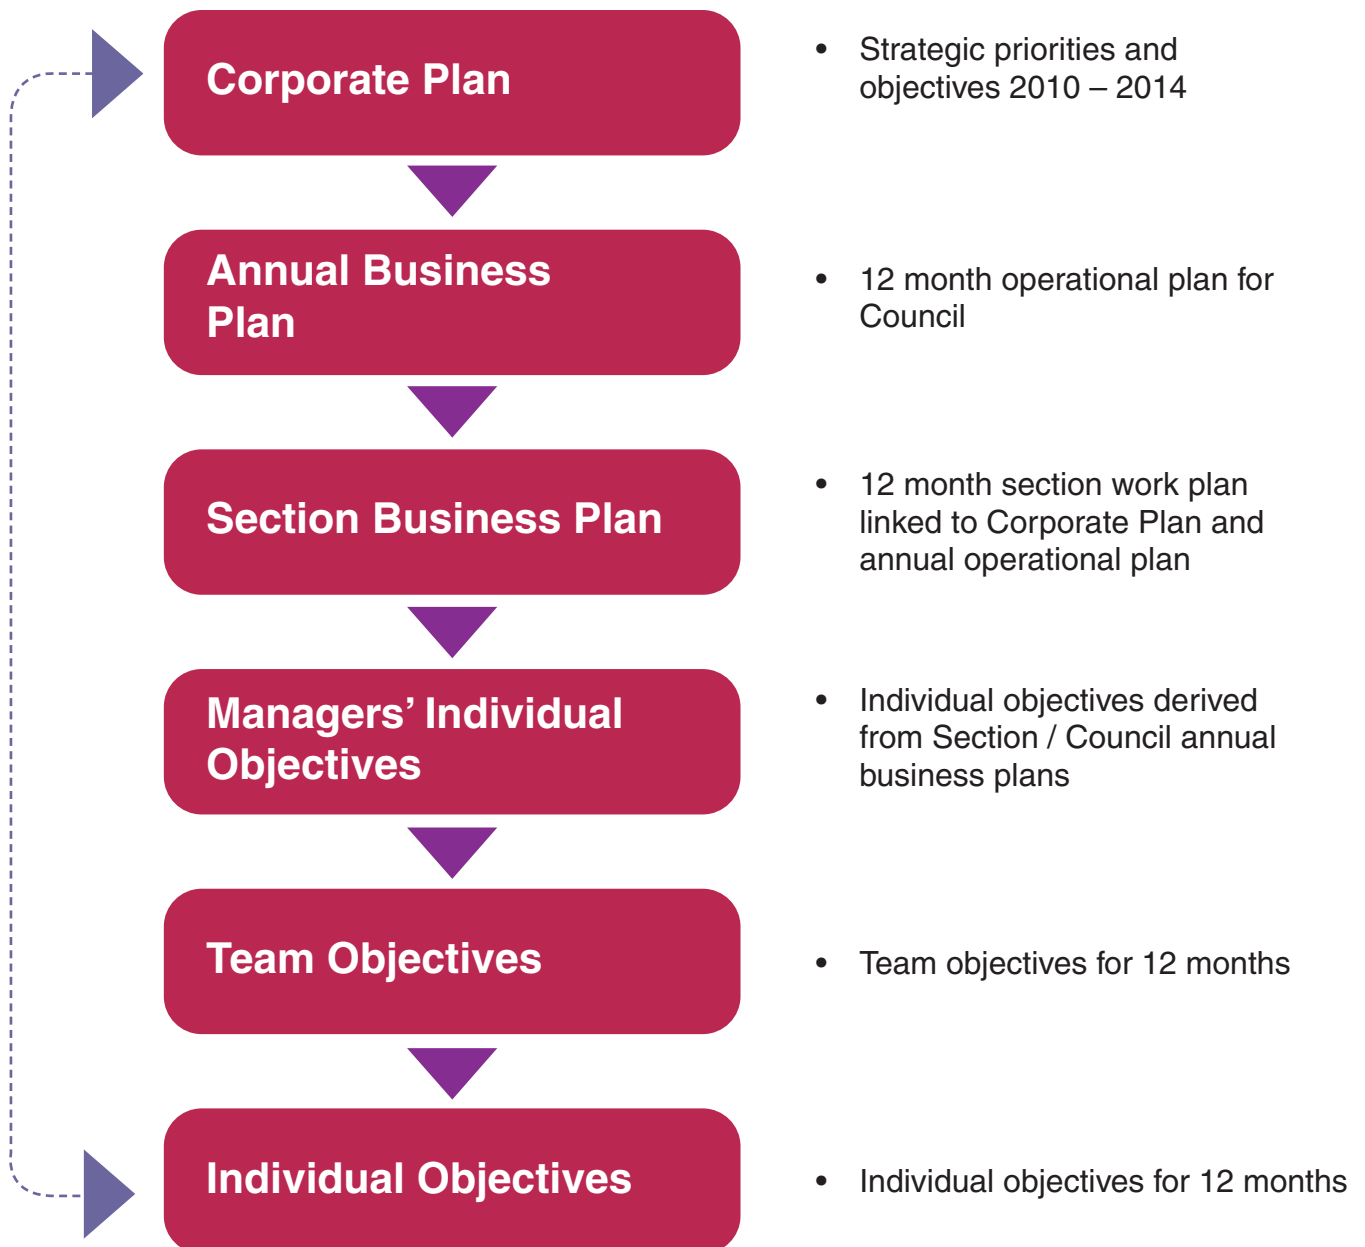 Corporate Plan
• Strategic priorities and
objectives 2010 – 2014
Annual Business
Plan
• 12 month operational plan for
Council
Section Business Plan
• 12 month section work plan
linked to Corporate Plan and
annual operational plan
Managers’ Individual
Objectives
• Individual objectives derived
from Section / Council annual
business plans
Team Objectives
• Team objectives for 12 months
Individual Objectives
• Individual objectives for 12 months